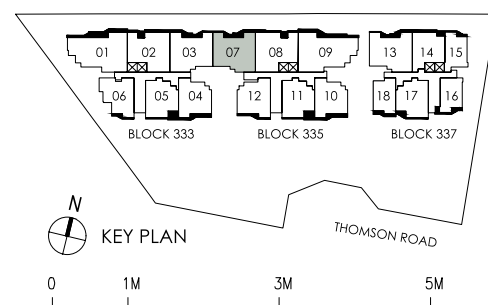 01 02 03 07 08 09 13 14 15
06 05 04 12 11 10 18 17 16
BLOCK 333 BLOCK 335 BLOCK 337
THOMSON ROAD
N
KEY PLAN
0 1M 3M 5M